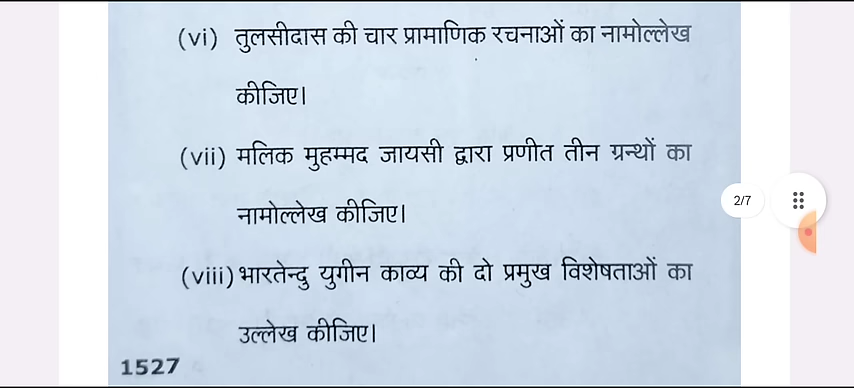 (vi) तुलसीदास की चार प्रामाणिक रचनाओं का नामोल्लेख
कीजिए।
(vii) मलिक मुहम्मद जायसी द्वारा प्रणीत तीन ग्रन्थों का
नामोल्लेख कीजिए।
2/7
(viii) भारतेन्दु युगीन काव्य की दो प्रमुख विशेषताओं का
उल्लेख कीजिए।
1527